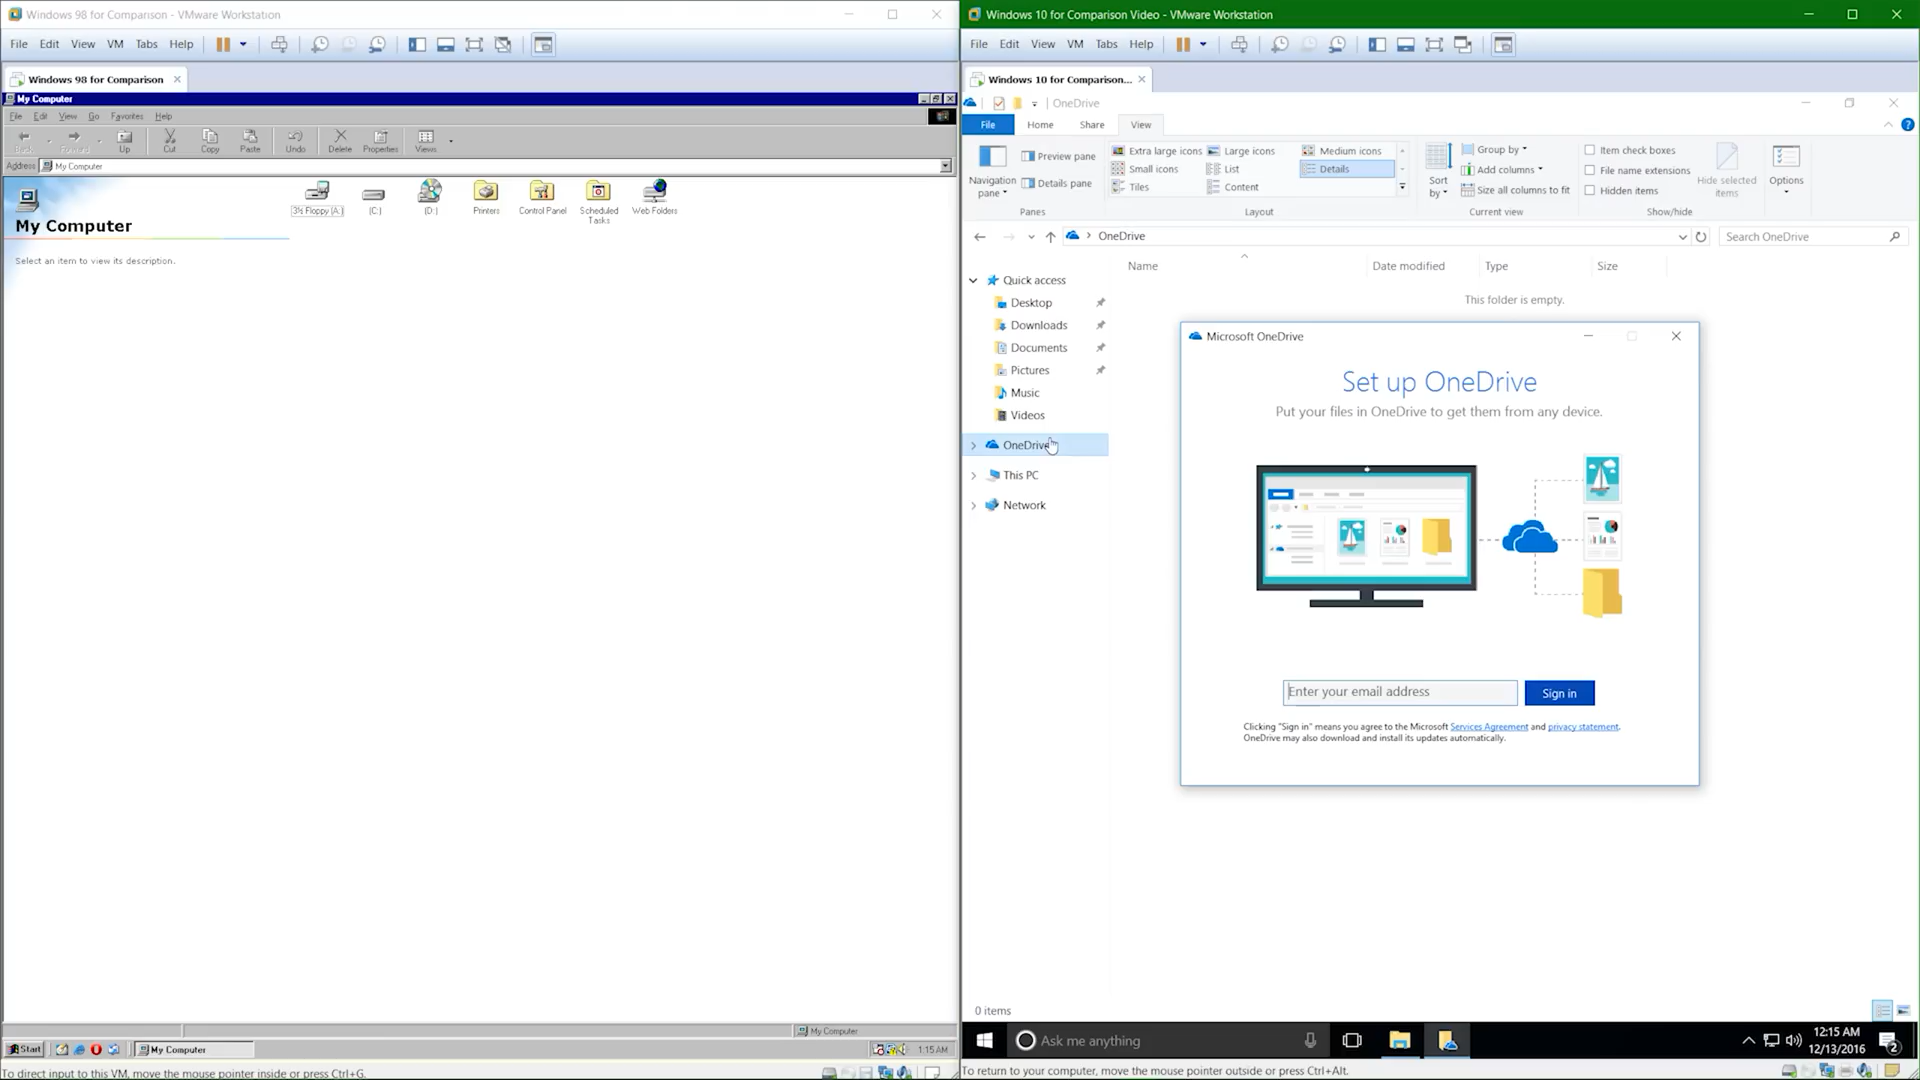 Windows 98 for Comparison - VMware Workstation
File Edit View VM Tabs Help
Windows 98 for Comparison
My Computer
File Edit View Go Favorites Help
Back Forward Up Cut Copy Paste Undo Delete Properties Views
Address My Computer
3½ Floppy (A:) (C:) (D:) Printers Control Panel Scheduled Tasks Web Folders
My Computer
Select an item to view its description.
My Computer
Start My Computer 1:15 AM
To direct input to this VM, move the mouse pointer inside or press Ctrl+G.
Windows 10 for Comparison Video - VMware Workstation
File Edit View VM Tabs Help
Windows 10 for Comparison...
OneDrive
File Home Share View
Navigation pane
Preview pane
Details pane
Panes
Extra large icons Large icons Medium icons
Small icons List Details
Tiles Content
Layout
Sort by
Group by
Add columns
Size all columns to fit
Current view
Item check boxes
File name extensions
Hidden items
Hide selected items
Show/hide
Options
OneDrive
Search OneDrive
Name Date modified Type Size
This folder is empty.
Quick access
Desktop
Downloads
Documents
Pictures
Music
Videos
OneDrive
This PC
Network
Microsoft OneDrive
Set up OneDrive
Put your files in OneDrive to get them from any device.
Enter your email address
Sign in
Clicking "Sign in" means you agree to the Microsoft Services Agreement and privacy statement.
OneDrive may also download and install its updates automatically.
0 items
Ask me anything
12:15 AM
12/13/2016
2
To return to your computer, move the mouse pointer outside or press Ctrl+Alt.